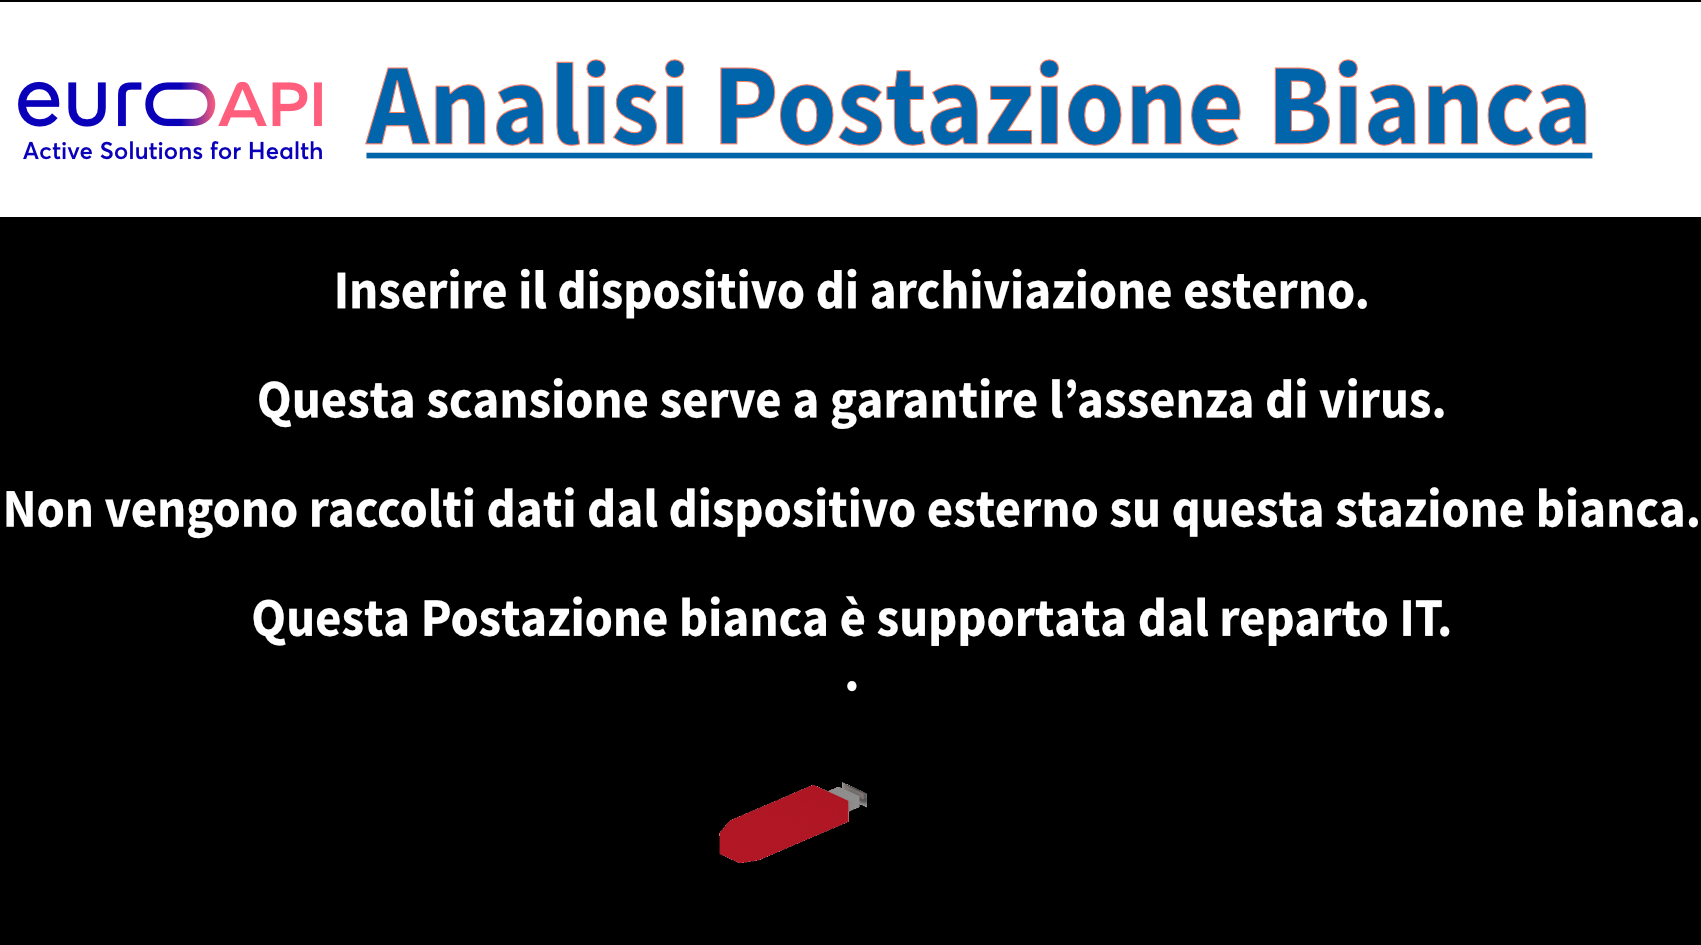 euroAPI
Active Solutions for Health
Analisi Postazione Bianca
Inserire il dispositivo di archiviazione esterno.
Questa scansione serve a garantire l’assenza di virus.
Non vengono raccolti dati dal dispositivo esterno su questa stazione bianca.
Questa Postazione bianca è supportata dal reparto IT.
.